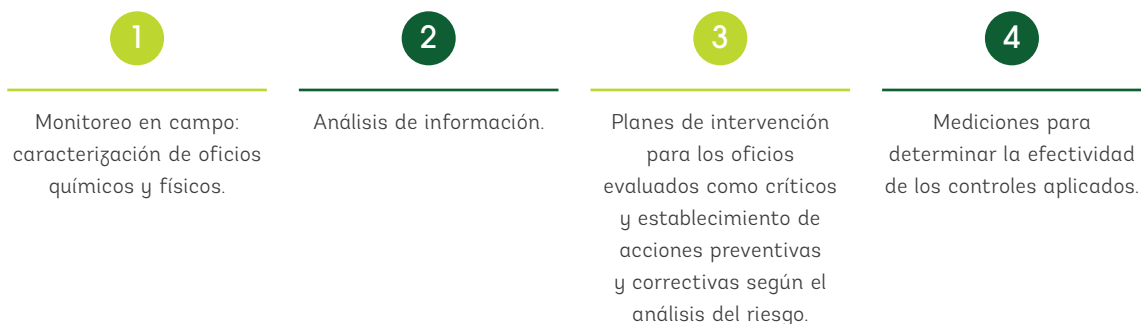 1
Monitoreo en campo:
caracterización de oficios
químicos y físicos.
2
Análisis de información.
3
Planes de intervención
para los oficios
evaluados como críticos
y establecimiento de
acciones preventivas
y correctivas según el
análisis del riesgo.
4
Mediciones para
determinar la efectividad
de los controles aplicados.